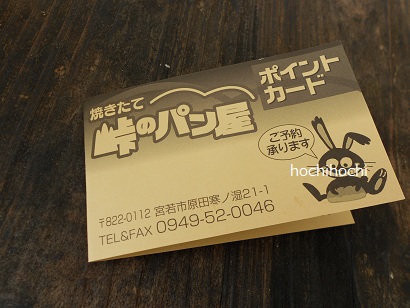 焼きたて
峠のパン屋
ポイント
カード
ご予約
承ります
hochihochi
〒822-0112 宮若市原田寒ノ湿21-1
TEL&FAX 0949-52-0046